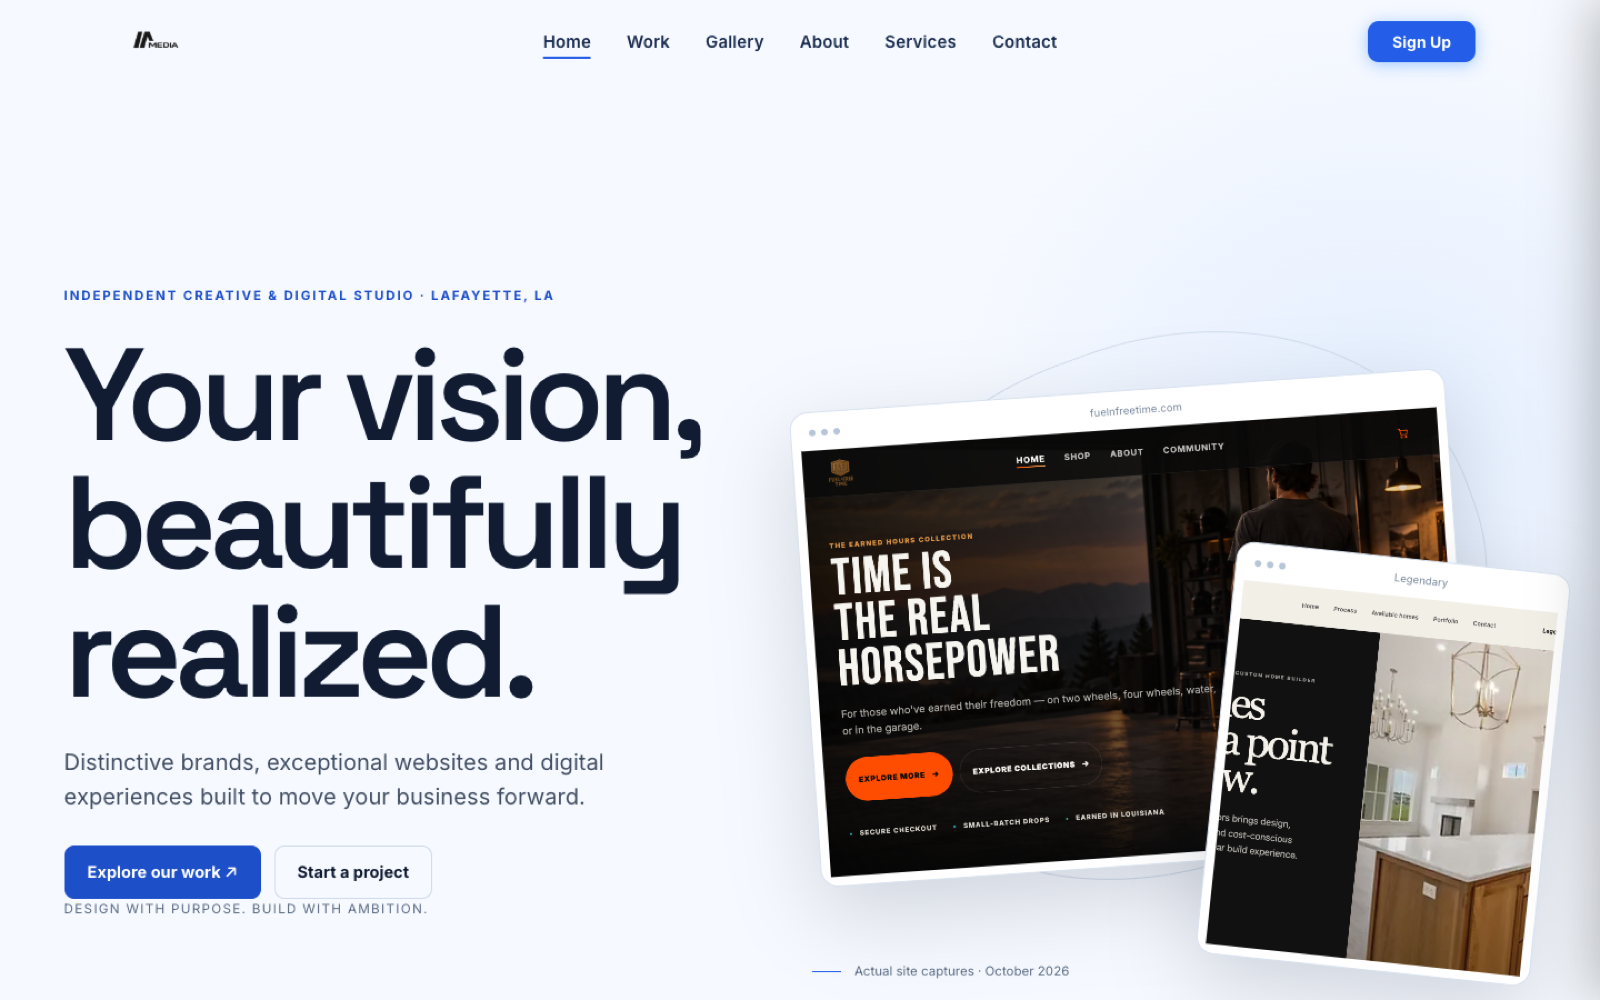 MEDIA
Home Work Gallery About Services Contact
Sign Up
INDEPENDENT CREATIVE & DIGITAL STUDIO · LAFAYETTE, LA
Your vision,
beautifully
realized.
Distinctive brands, exceptional websites and digital
experiences built to move your business forward.
Explore our work ↗
Start a project
DESIGN WITH PURPOSE. BUILD WITH AMBITION.
fuelnfreetime.com
HOME SHOP ABOUT COMMUNITY
THE EARNED HOURS COLLECTION
TIME IS
THE REAL
HORSEPOWER
For those who've earned their freedom — on two wheels, four wheels, water,
or in the garage.
EXPLORE MORE →
EXPLORE COLLECTIONS →
SECURE CHECKOUT · SMALL-BATCH DROPS · EARNED IN LOUISIANA
Legendary
Home Process Available homes Portfolio Contact
CUSTOM HOME BUILDER
a point
w.
brings design,
cost-conscious
build experience.
Actual site captures · October 2026